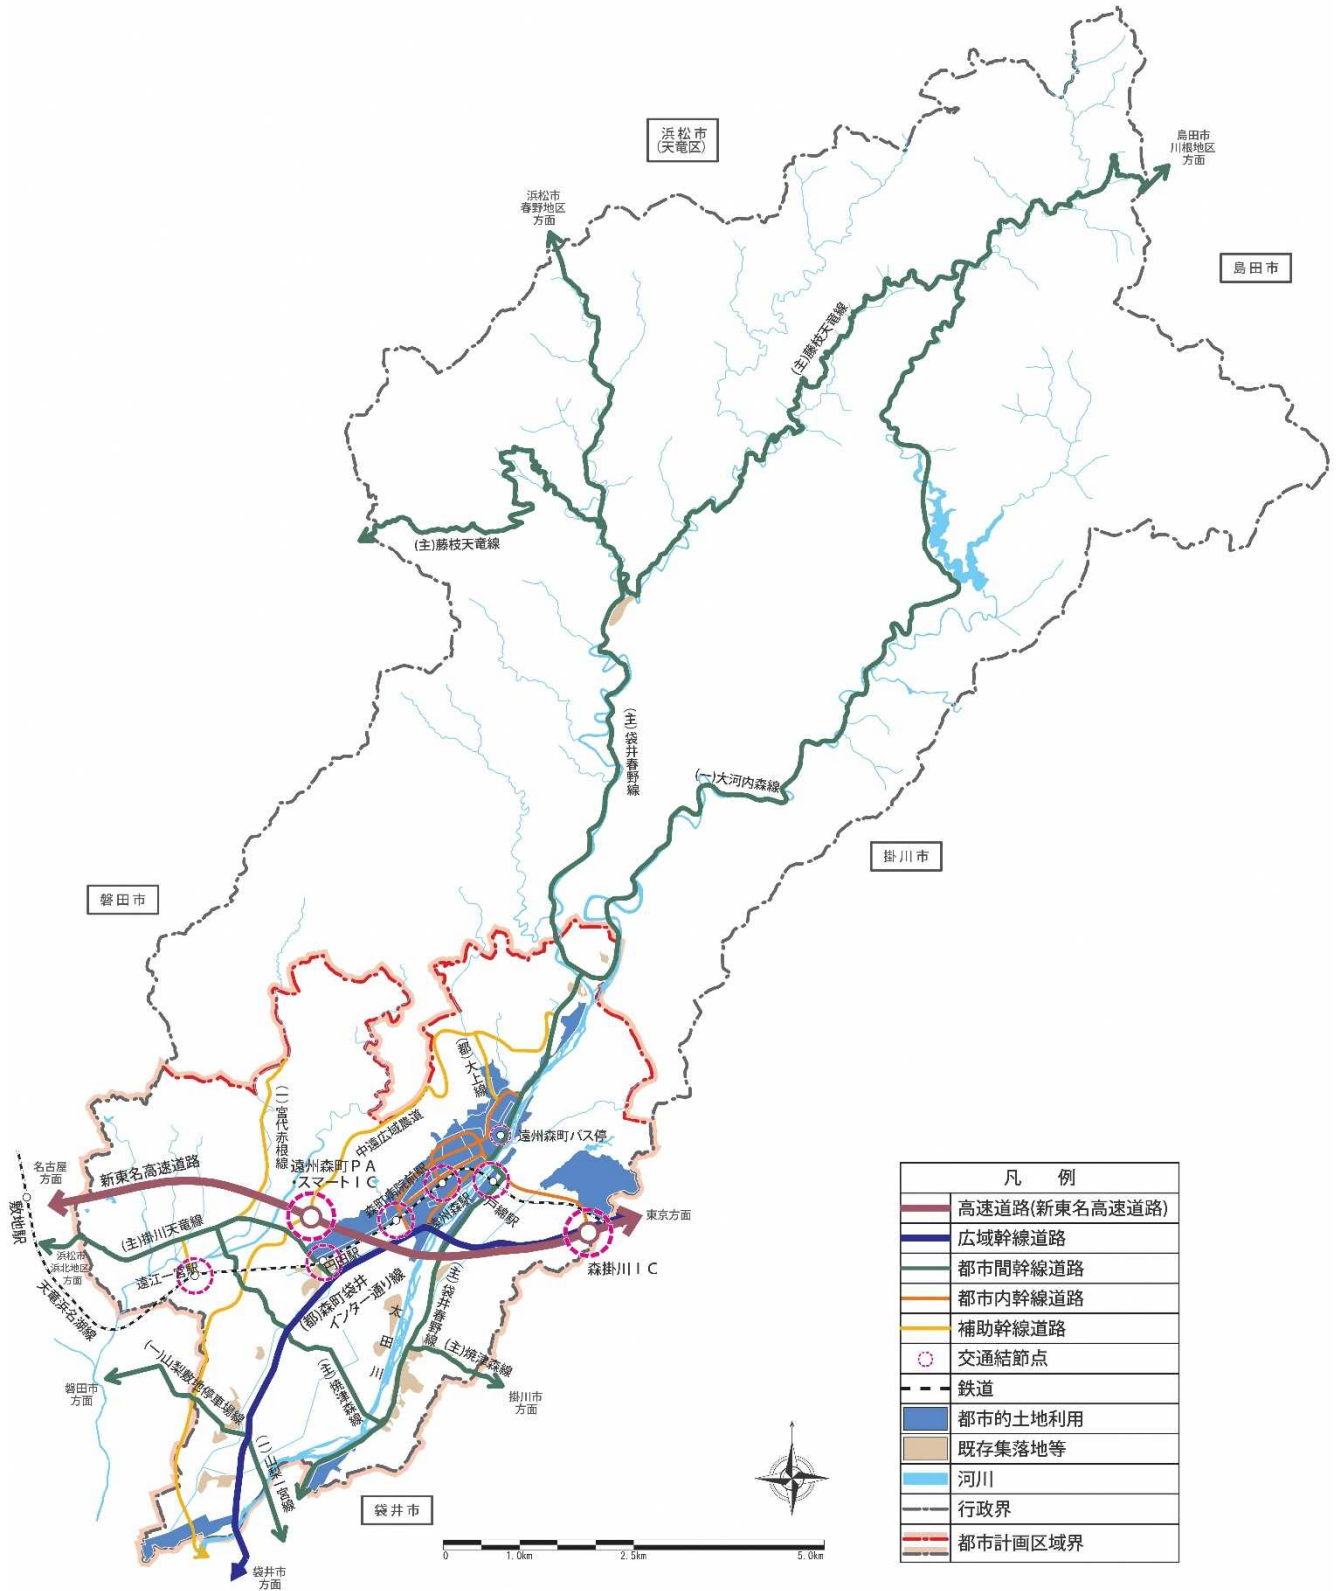 浜松市
(天竜区)
島田市
川根地区
方面
浜松市
春野地区
方面
島田市
(主)藤枝天竜線
(主)藤枝天竜線
(主)袋井春野線
(一)大河内森線
掛川市
磐田市
(都)大上線
(一)宮代赤根線
中遠広域農道
遠州森町バス停
名古屋
方面
新東名高速道路
遠州森町PA
・スマートIC
森町病院前駅
遠州森駅
戸綿駅
敷地駅
東京方面
(主)掛川天竜線
浜松市
浜北地区
方面
遠江一宮駅
円田駅
森掛川IC
天竜浜名湖線
(都)森町袋井
インター通り線
太田川
(主)袋井春野線
(主)焼津森線
(一)山梨敷地停車場線
磐田市
方面
(主)焼津森線
掛川市
方面
(一)山梨一宮線
袋井市
袋井市
方面
0 1.0km 2.5km 5.0km
凡例
高速道路(新東名高速道路)
広域幹線道路
都市間幹線道路
都市内幹線道路
補助幹線道路
交通結節点
鉄道
都市的土地利用
既存集落地等
河川
行政界
都市計画区域界